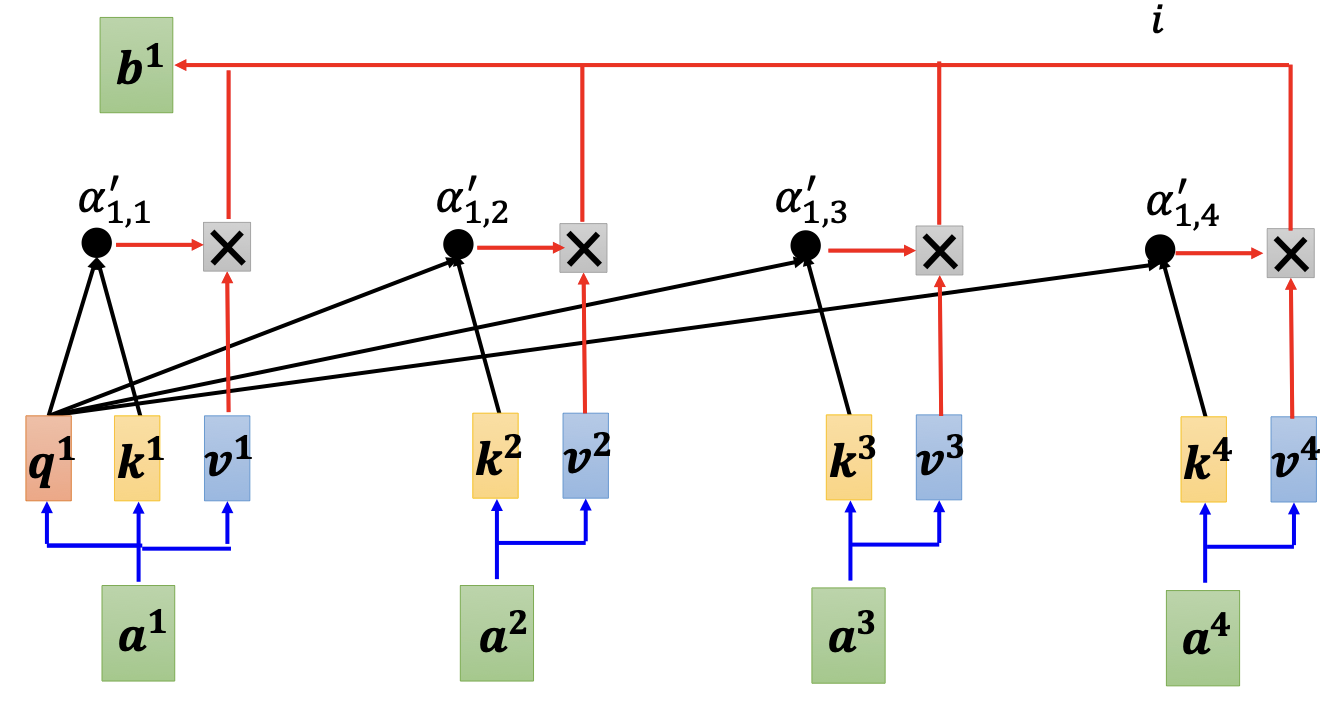 i
b¹
α′₁,₁ α′₁,₂ α′₁,₃ α′₁,₄
q¹ k¹ v¹ k² v² k³ v³ k⁴ v⁴
a¹ a² a³ a⁴